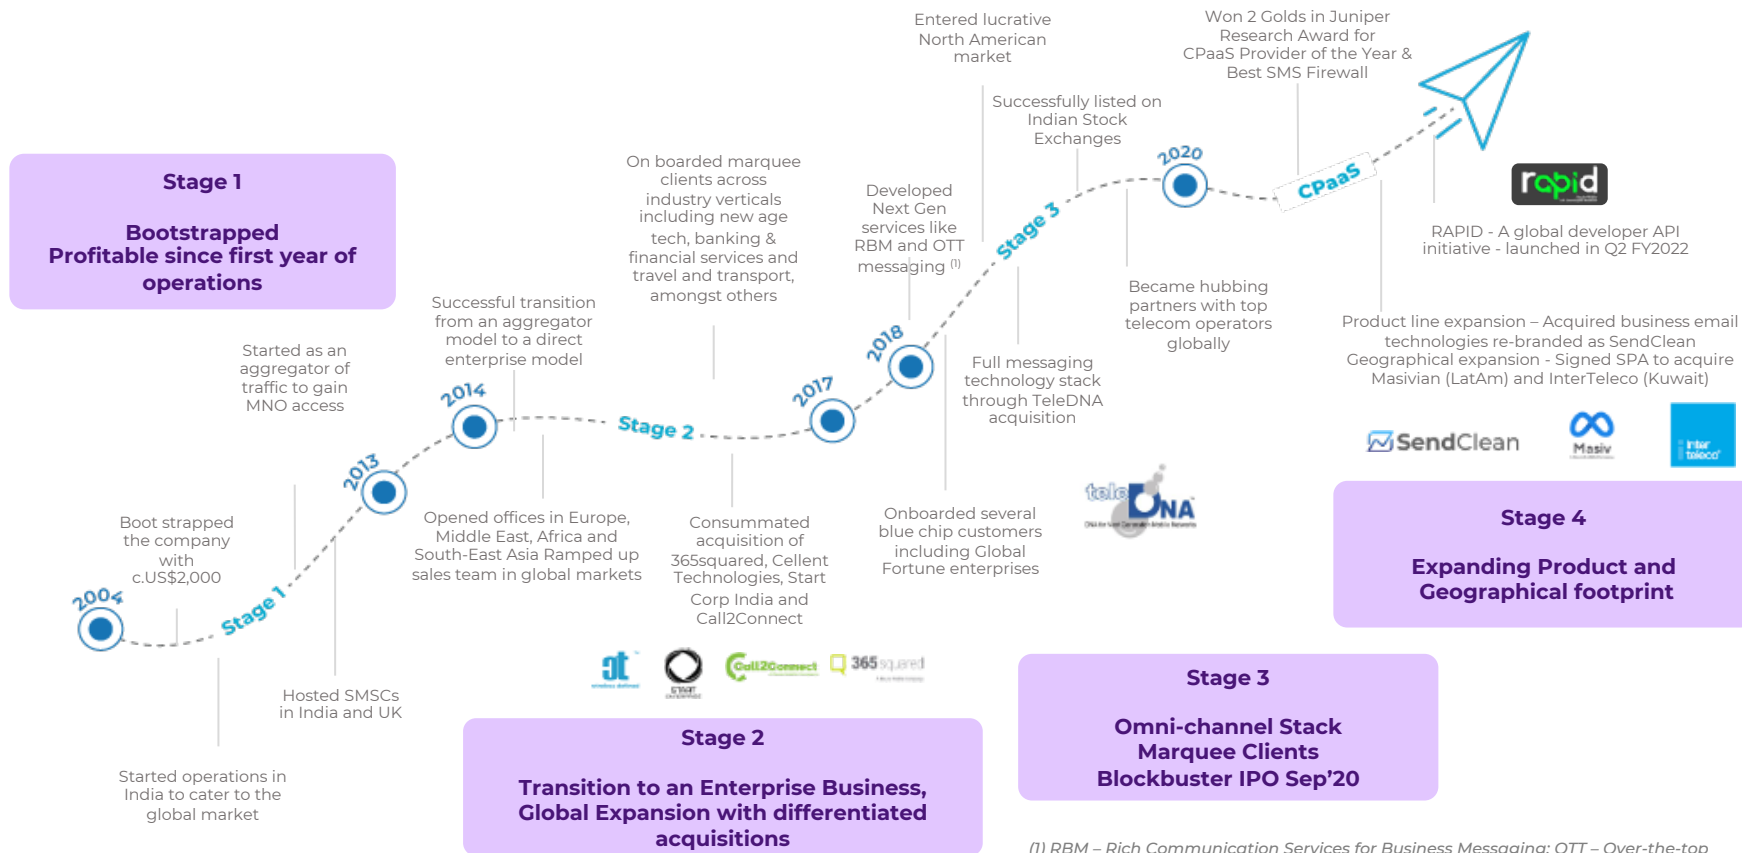 Stage 1
Bootstrapped
Profitable since first year of
operations
2004
Boot strapped
the company
with
c.US$2,000
Stage 1
Started operations in
India to cater to the
global market
Started as an
aggregator of
traffic to gain
MNO access
Hosted SMSCs
in India and UK
2013
2014
Successful transition
from an aggregator
model to a direct
enterprise model
Opened offices in Europe,
Middle East, Africa and
South-East Asia Ramped up
sales team in global markets
Stage 2
On boarded marquee
clients across
industry verticals
including new age
tech, banking &
financial services and
travel and transport,
amongst others
Consummated
acquisition of
365squared, Cellent
Technologies, Start
Corp India and
Call2Connect
Call2Connect
365squared
Stage 2
Transition to an Enterprise Business,
Global Expansion with differentiated
acquisitions
2017
2018
Developed
Next Gen
services like
RBM and OTT
messaging (1)
Onboarded several
blue chip customers
including Global
Fortune enterprises
Entered lucrative
North American
market
Stage 3
Full messaging
technology stack
through TeleDNA
acquisition
teleDNA
Successfully listed on
Indian Stock
Exchanges
Became hubbing
partners with top
telecom operators
globally
Stage 3
Omni-channel Stack
Marquee Clients
Blockbuster IPO Sep'20
2020
Won 2 Golds in Juniper
Research Award for
CPaaS Provider of the Year &
Best SMS Firewall
CPaaS
rapid
RAPID - A global developer API
initiative - launched in Q2 FY2022
Product line expansion – Acquired business email
technologies re-branded as SendClean
Geographical expansion - Signed SPA to acquire
Masivian (LatAm) and InterTeleco (Kuwait)
SendClean
Masiv
inter
teleco
Stage 4
Expanding Product and
Geographical footprint
(1) RBM – Rich Communication Services for Business Messaging; OTT – Over-the-top